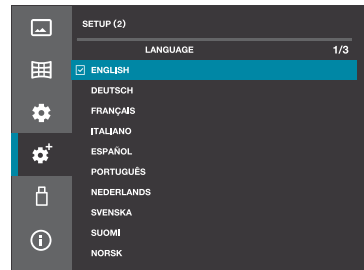 SETUP (2)
LANGUAGE 1/3
ENGLISH
DEUTSCH
FRANÇAIS
ITALIANO
ESPAÑOL
PORTUGUÊS
NEDERLANDS
SVENSKA
SUOMI
NORSK